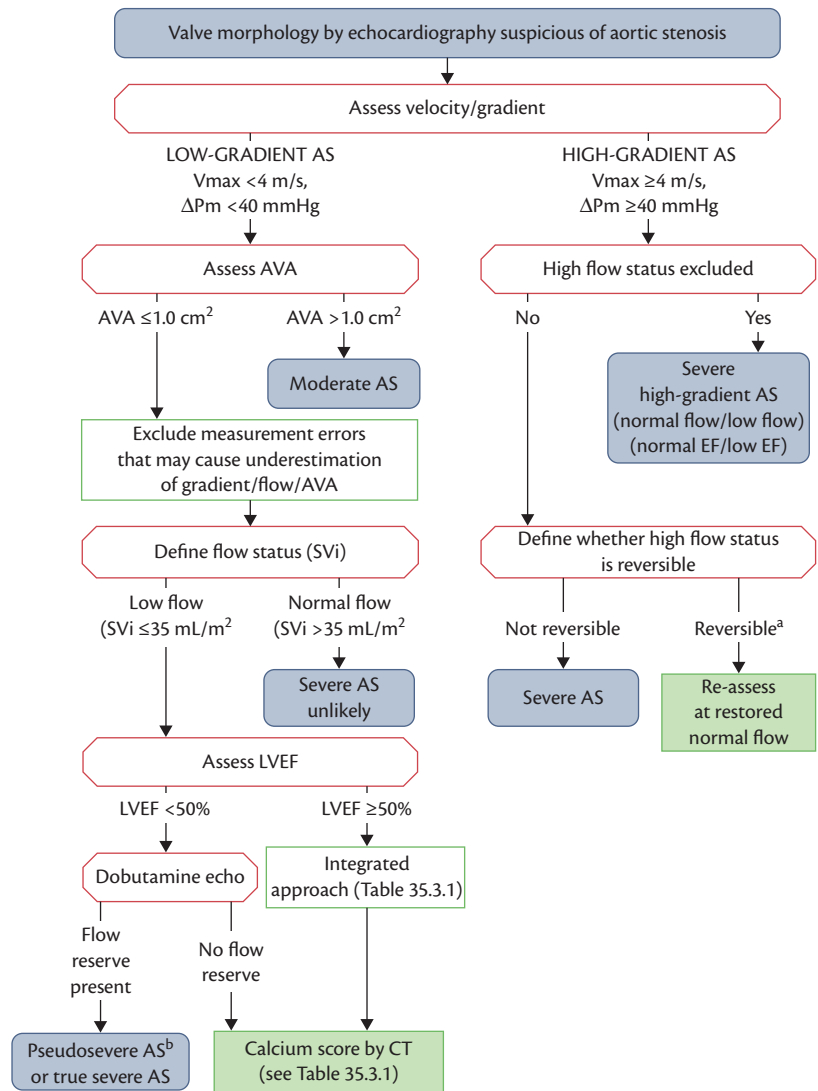 Valve morphology by echocardiography suspicious of aortic stenosis
Assess velocity/gradient
LOW-GRADIENT AS
Vmax <4 m/s,
ΔPm <40 mmHg
HIGH-GRADIENT AS
Vmax ≥4 m/s,
ΔPm ≥40 mmHg
Assess AVA
High flow status excluded
AVA ≤1.0 cm²
AVA >1.0 cm²
No
Yes
Moderate AS
Severe
high-gradient AS
(normal flow/low flow)
(normal EF/low EF)
Exclude measurement errors
that may cause underestimation
of gradient/flow/AVA
Define flow status (SVi)
Define whether high flow status
is reversible
Low flow
(SVi ≤35 mL/m²
Normal flow
(SVi >35 mL/m²
Not reversible
Reversibleᵃ
Severe AS
unlikely
Severe AS
Re-assess
at restored
normal flow
Assess LVEF
LVEF <50%
LVEF ≥50%
Dobutamine echo
Integrated
approach (Table 35.3.1)
Flow
reserve
present
No flow
reserve
Pseudosevere ASᵇ
or true severe AS
Calcium score by CT
(see Table 35.3.1)